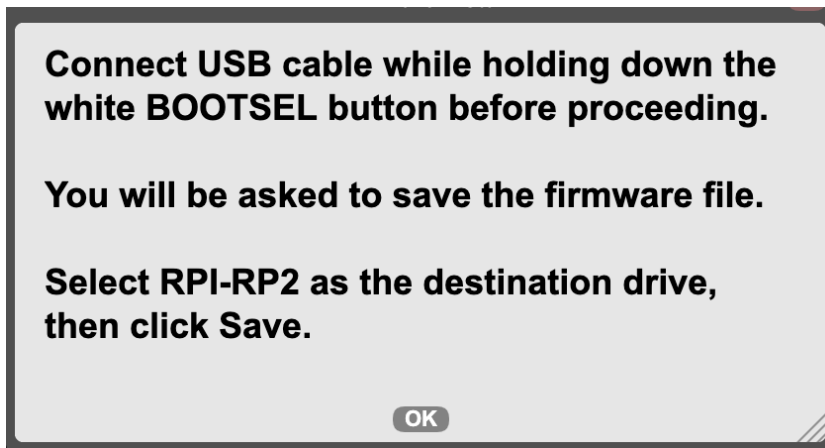 Connect USB cable while holding down the
white BOOTSEL button before proceeding.
You will be asked to save the firmware file.
Select RPI-RP2 as the destination drive,
then click Save.
OK